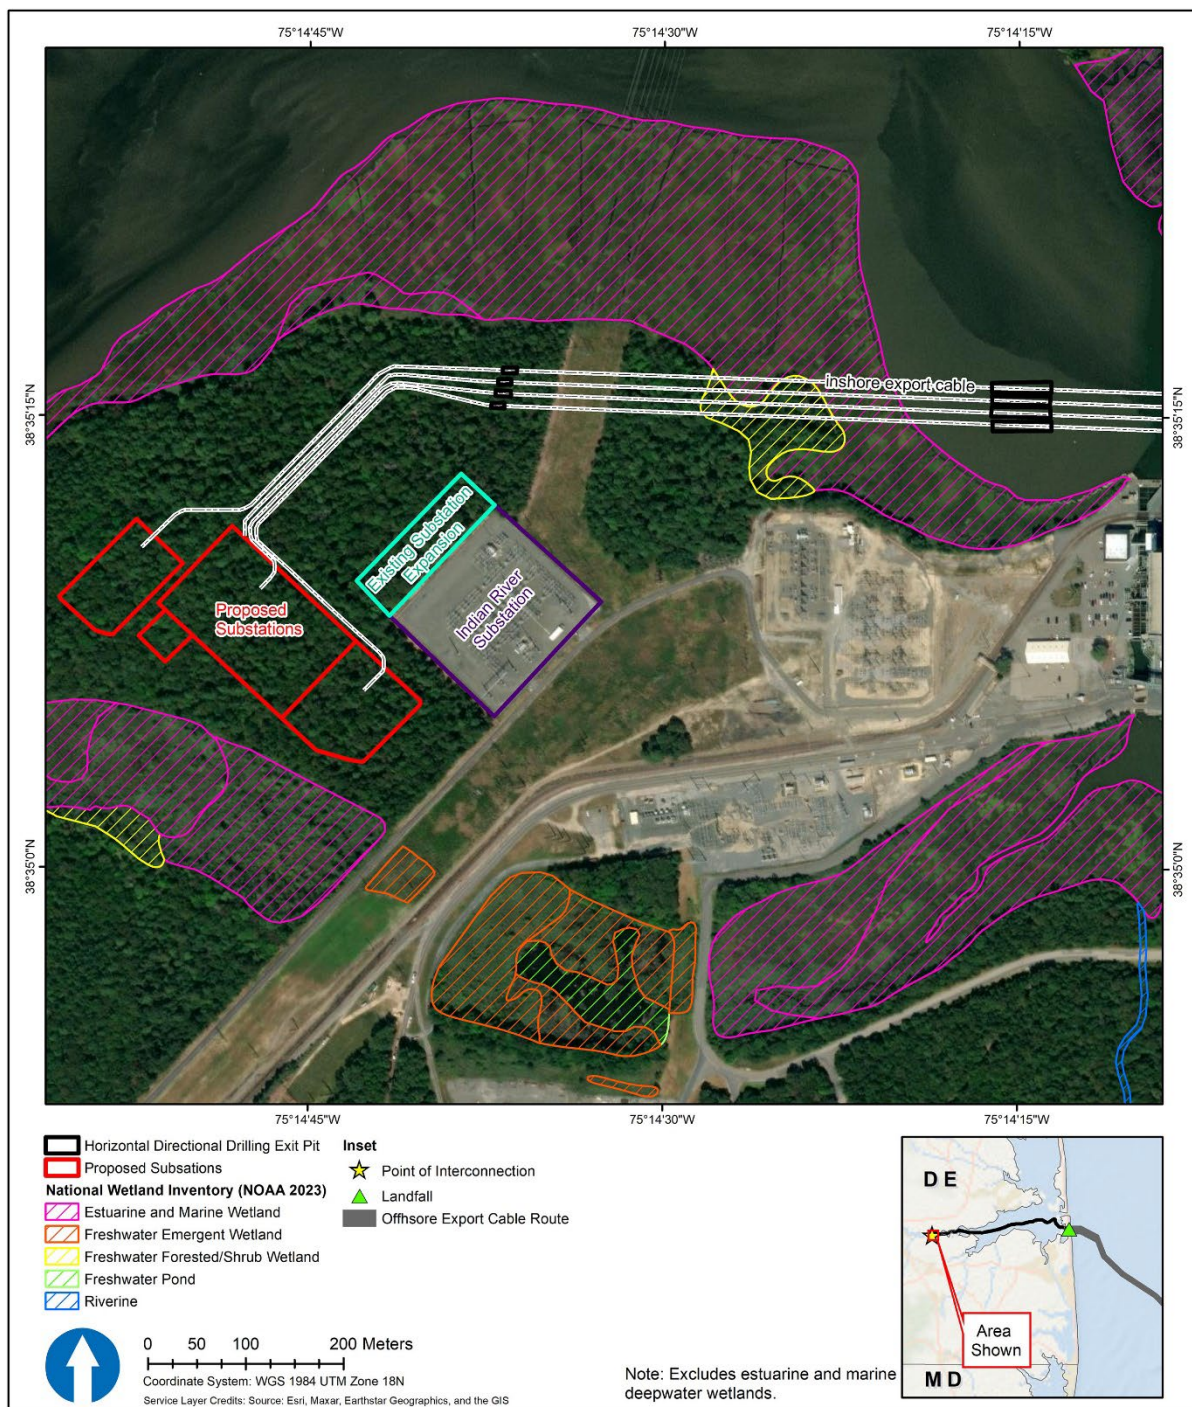 75°14'45"W
75°14'30"W
75°14'15"W
38°35'15"N
inshore export cable
38°35'15"N
Existing Substation
Expansion
Indian River
Substation
Proposed
Substations
38°35'0"N
38°35'0"N
75°14'45"W
75°14'30"W
75°14'15"W
Horizontal Directional Drilling Exit Pit
Proposed Subsations
National Wetland Inventory (NOAA 2023)
Estuarine and Marine Wetland
Freshwater Emergent Wetland
Freshwater Forested/Shrub Wetland
Freshwater Pond
Riverine
Inset
Point of Interconnection
Landfall
Offhsore Export Cable Route
D E
Area
Shown
M D
0 50 100 200 Meters
Coordinate System: WGS 1984 UTM Zone 18N
Service Layer Credits: Source: Esri, Maxar, Earthstar Geographics, and the GIS
Note: Excludes estuarine and marine
deepwater wetlands.